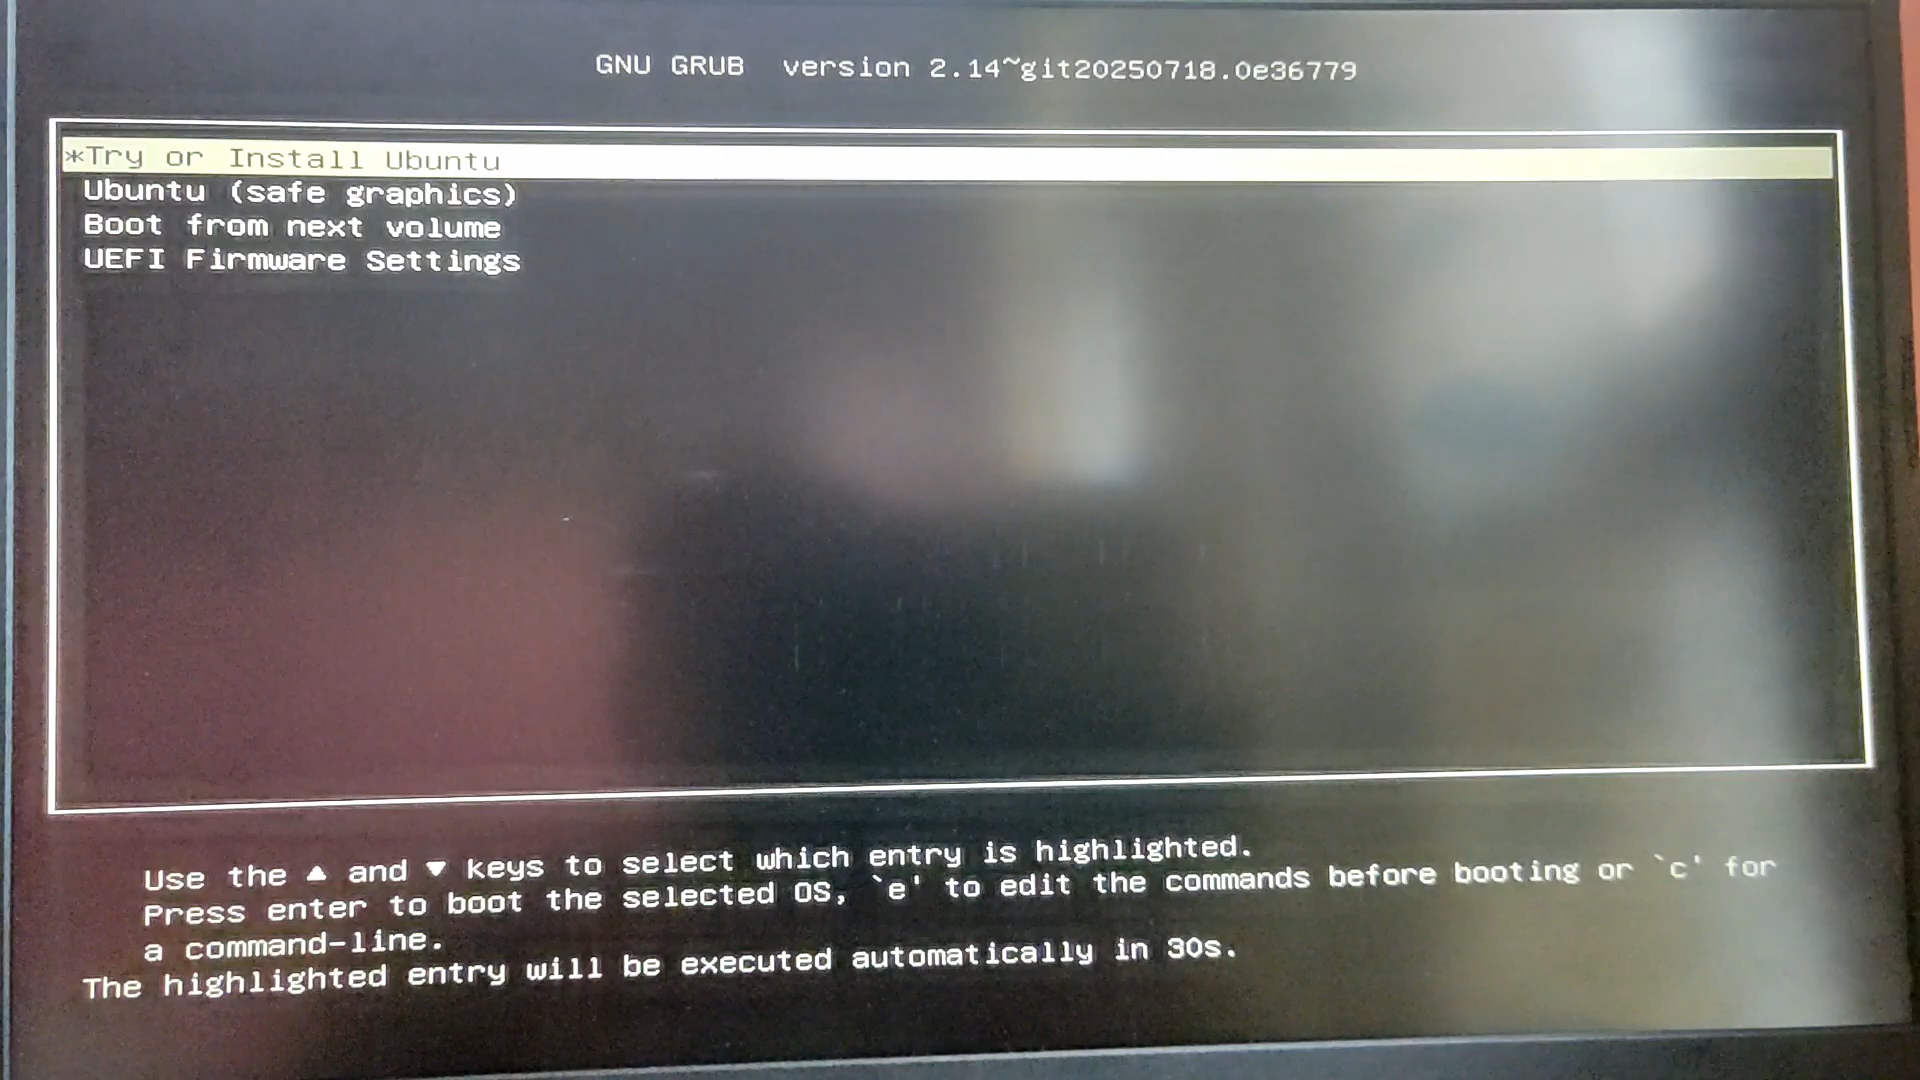 GNU GRUB version 2.14~git20250718.0e36779
*Try or Install Ubuntu
Ubuntu (safe graphics)
Boot from next volume
UEFI Firmware Settings
Use the ▲ and ▼ keys to select which entry is highlighted.
Press enter to boot the selected OS, `e' to edit the commands before booting or `c' for
a command-line.
The highlighted entry will be executed automatically in 30s.